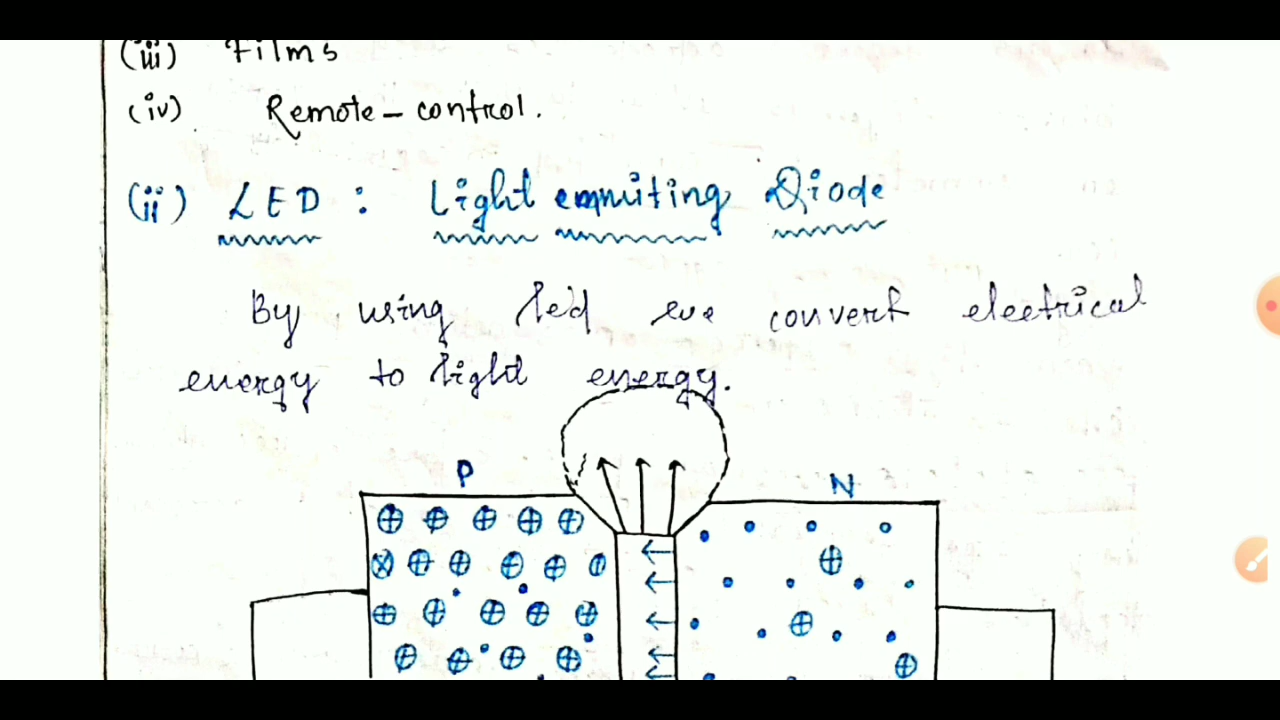 (iii) Films
(iv) Remote-control.
(ii) LED : Light emmiting Diode
By using led we convert electrical
energy to light energy.
P
N